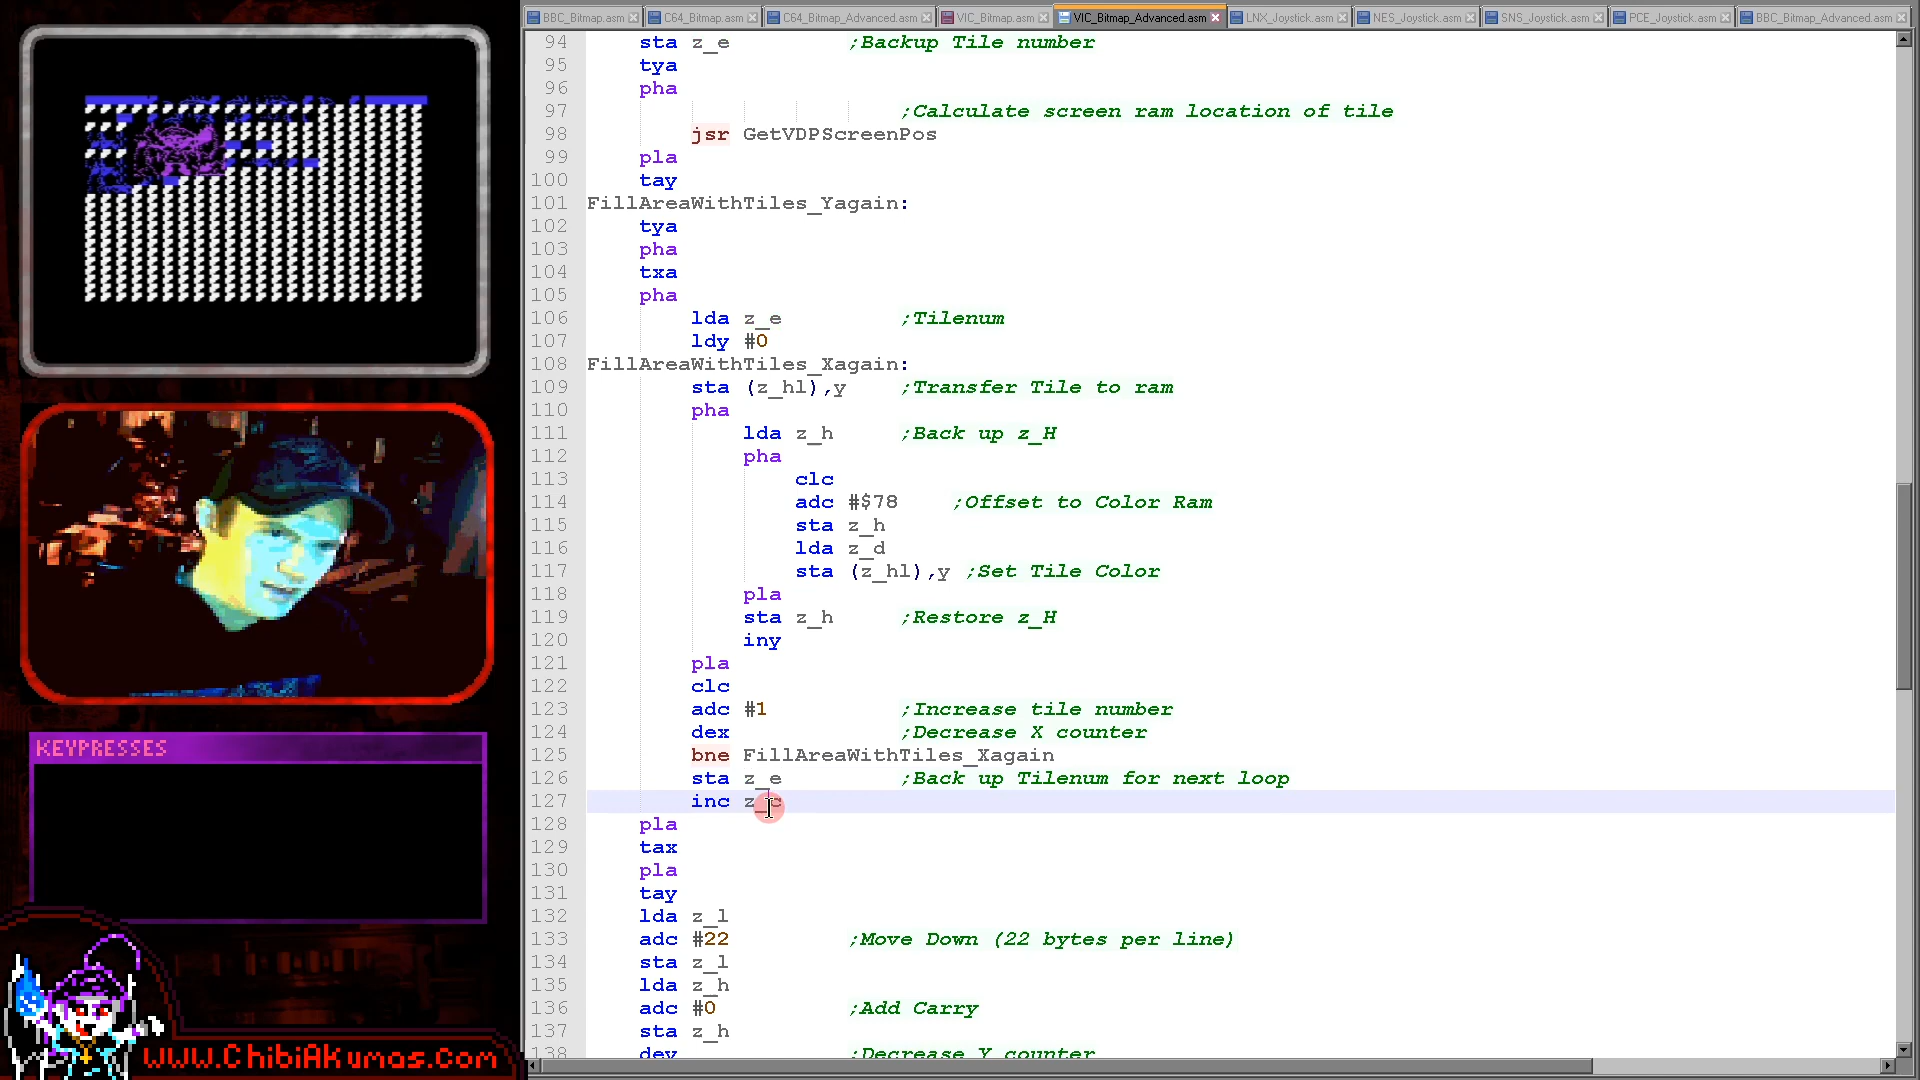 BBC_Bitmap.asm C64_Bitmap.asm C64_Bitmap_Advanced.asm VIC_Bitmap.asm VIC_Bitmap_Advanced.asm LNX_Joystick.asm NES_Joystick.asm SNS_Joystick.asm PCE_Joystick.asm BBC_Bitmap_Advanced.asm
94 sta z_e ;Backup Tile number
95 tya
96 pha
97 ;Calculate screen ram location of tile
98 jsr GetVDPScreenPos
99 pla
100 tay
101 FillAreaWithTiles_Yagain:
102 tya
103 pha
104 txa
105 pha
106 lda z_e ;Tilenum
107 ldy #0
108 FillAreaWithTiles_Xagain:
109 sta (z_hl),y ;Transfer Tile to ram
110 pha
111 lda z_h ;Back up z_H
112 pha
113 clc
114 adc #$78 ;Offset to Color Ram
115 sta z_h
116 lda z_d
117 sta (z_hl),y ;Set Tile Color
118 pla
119 sta z_h ;Restore z_H
120 iny
121 pla
122 clc
123 adc #1 ;Increase tile number
124 dex ;Decrease X counter
125 bne FillAreaWithTiles_Xagain
126 sta z_e ;Back up Tilenum for next loop
127 inc z_c
128 pla
129 tax
130 pla
131 tay
132 lda z_l
133 adc #22 ;Move Down (22 bytes per line)
134 sta z_l
135 lda z_h
136 adc #0 ;Add Carry
137 sta z_h
138 dey ;Decrease Y counter
KEYPRESSES
www.ChibiAkumas.com